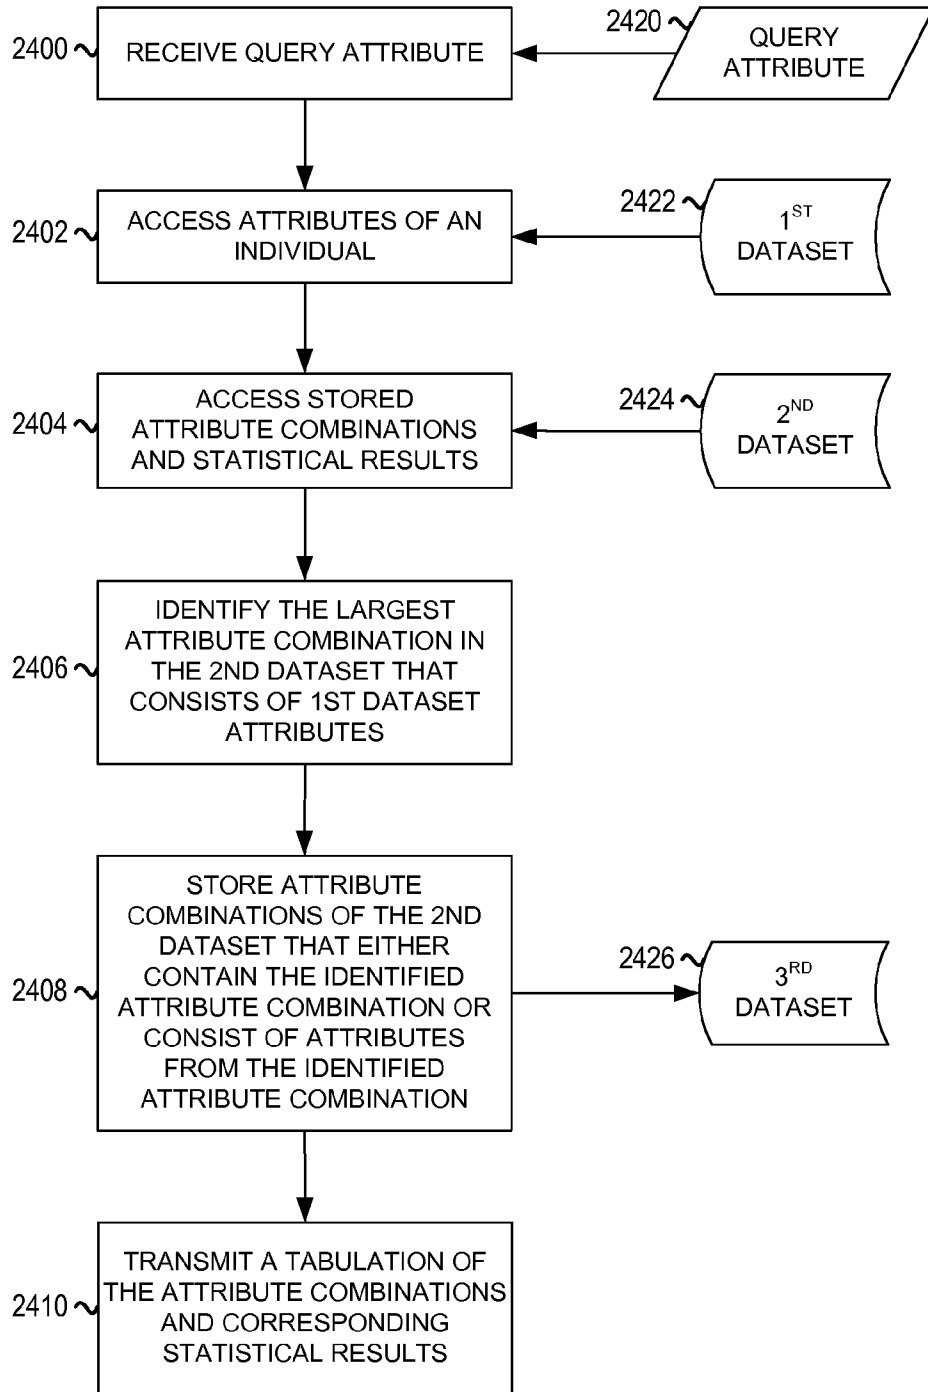 2400
RECEIVE QUERY ATTRIBUTE
2420
QUERY
ATTRIBUTE
2402
ACCESS ATTRIBUTES OF AN
INDIVIDUAL
2422
1ST
DATASET
2404
ACCESS STORED
ATTRIBUTE COMBINATIONS
AND STATISTICAL RESULTS
2424
2ND
DATASET
2406
IDENTIFY THE LARGEST
ATTRIBUTE COMBINATION IN
THE 2ND DATASET THAT
CONSISTS OF 1ST DATASET
ATTRIBUTES
2408
STORE ATTRIBUTE
COMBINATIONS OF THE 2ND
DATASET THAT EITHER
CONTAIN THE IDENTIFIED
ATTRIBUTE COMBINATION OR
CONSIST OF ATTRIBUTES
FROM THE IDENTIFIED
ATTRIBUTE COMBINATION
2426
3RD
DATASET
2410
TRANSMIT A TABULATION OF
THE ATTRIBUTE COMBINATIONS
AND CORRESPONDING
STATISTICAL RESULTS